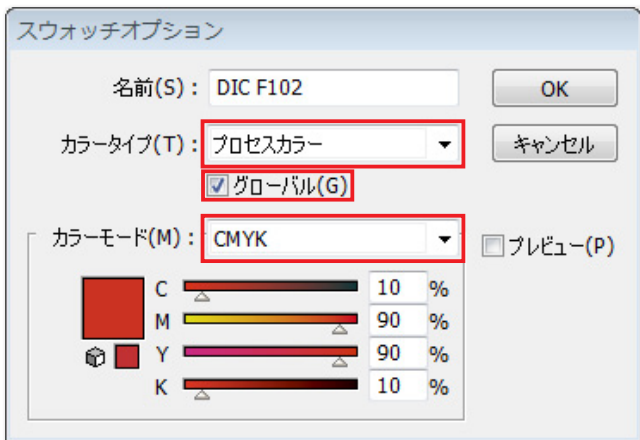 スウォッチオプション
名前(S): DIC F102 OK
カラータイプ(T): プロセスカラー キャンセル
グローバル(G)
カラーモード(M): CMYK プレビュー(P)
C 10 %
M 90 %
Y 90 %
K 10 %